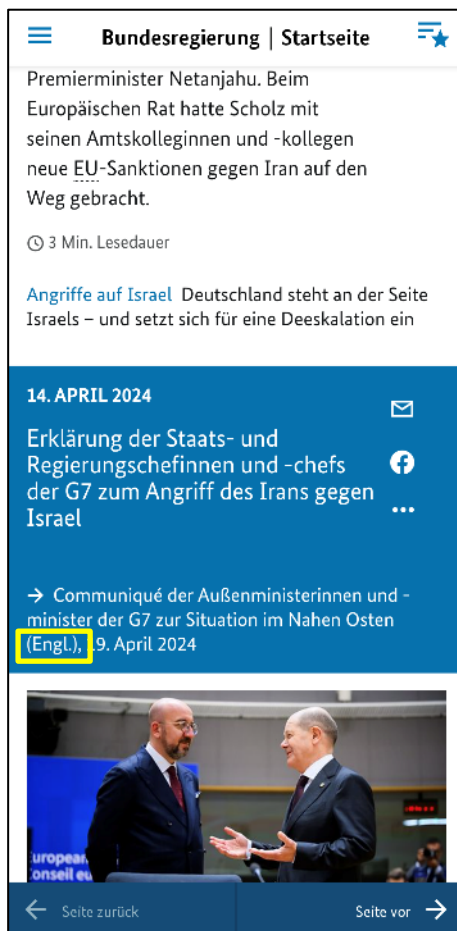 Bundesregierung | Startseite
Premierminister Netanjahu. Beim
Europäischen Rat hatte Scholz mit
seinen Amtskolleginnen und -kollegen
neue EU-Sanktionen gegen Iran auf den
Weg gebracht.
3 Min. Lesedauer
Angriffe auf Israel Deutschland steht an der Seite
Israels – und setzt sich für eine Deeskalation ein
14. APRIL 2024
Erklärung der Staats- und
Regierungschefinnen und -chefs
der G7 zum Angriff des Irans gegen
Israel
→ Communiqué der Außenministerinnen und -
minister der G7 zur Situation im Nahen Osten
(Engl.), 19. April 2024
European
Conseil eu
← Seite zurück
Seite vor →